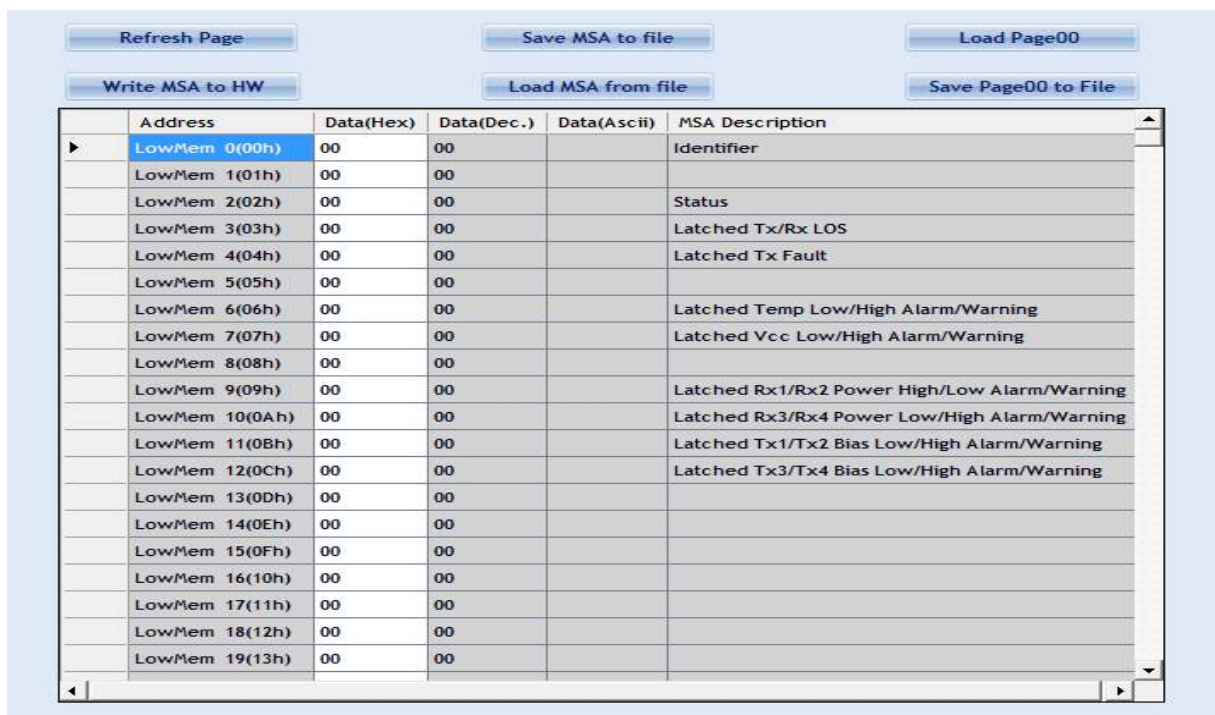 Refresh Page Save MSA to file Load Page00
Write MSA to HW Load MSA from file Save Page00 to File
Address Data(Hex) Data(Dec.) Data(Ascii) MSA Description
LowMem 0(00h) 00 00 Identifier
LowMem 1(01h) 00 00
LowMem 2(02h) 00 00 Status
LowMem 3(03h) 00 00 Latched Tx/Rx LOS
LowMem 4(04h) 00 00 Latched Tx Fault
LowMem 5(05h) 00 00
LowMem 6(06h) 00 00 Latched Temp Low/High Alarm/Warning
LowMem 7(07h) 00 00 Latched Vcc Low/High Alarm/Warning
LowMem 8(08h) 00 00
LowMem 9(09h) 00 00 Latched Rx1/Rx2 Power High/Low Alarm/Warning
LowMem 10(0Ah) 00 00 Latched Rx3/Rx4 Power Low/High Alarm/Warning
LowMem 11(0Bh) 00 00 Latched Tx1/Tx2 Bias Low/High Alarm/Warning
LowMem 12(0Ch) 00 00 Latched Tx3/Tx4 Bias Low/High Alarm/Warning
LowMem 13(0Dh) 00 00
LowMem 14(0Eh) 00 00
LowMem 15(0Fh) 00 00
LowMem 16(10h) 00 00
LowMem 17(11h) 00 00
LowMem 18(12h) 00 00
LowMem 19(13h) 00 00